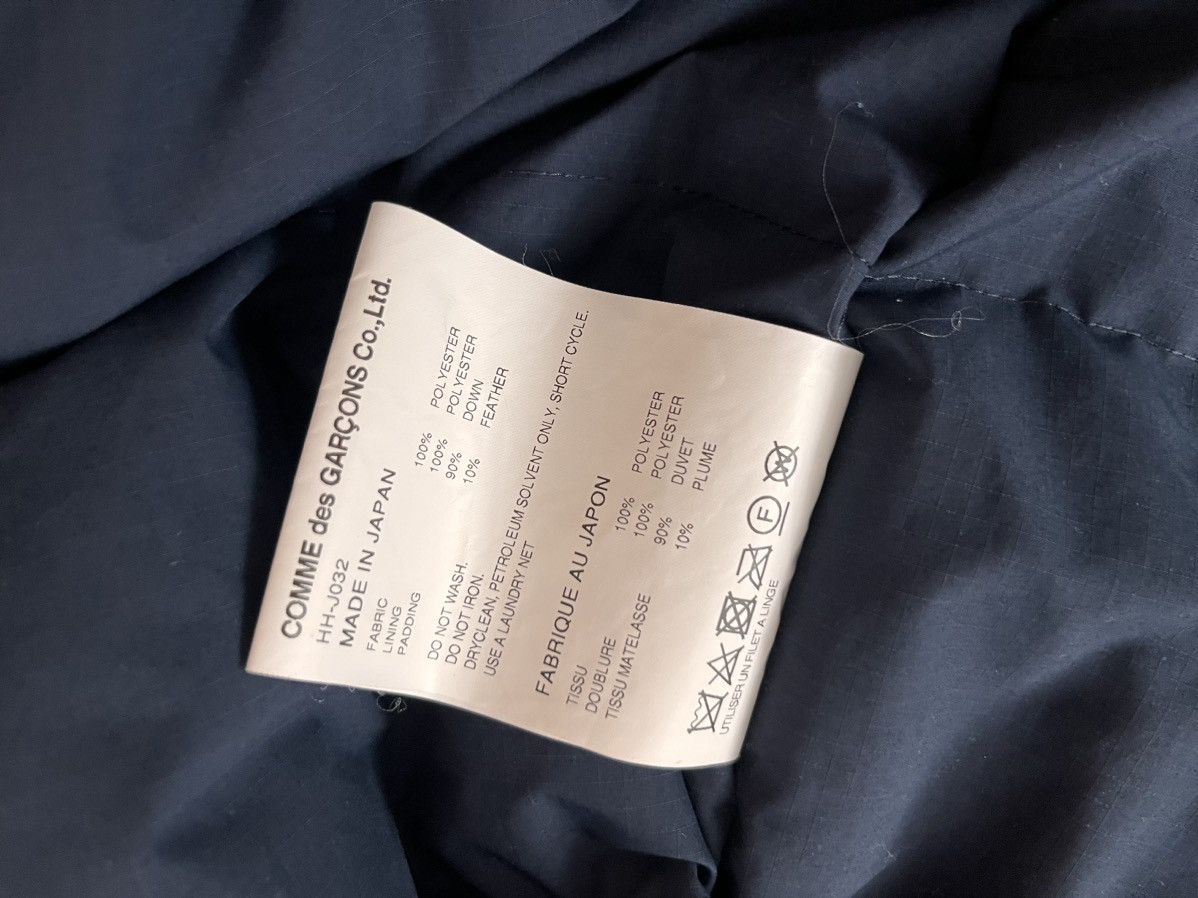 COMME des GARÇONS Co.,Ltd.
HH-J032
MADE IN JAPAN
FABRIC 100% POLYESTER
LINING 100% POLYESTER
PADDING 90% DOWN
10% FEATHER
DO NOT WASH.
DO NOT IRON.
DRYCLEAN, PETROLEUM SOLVENT ONLY, SHORT CYCLE.
USE A LAUNDRY NET
FABRIQUE AU JAPON
TISSU 100% POLYESTER
DOUBLURE 100% POLYESTER
TISSU MATELASSE 90% DUVET
10% PLUME
F
UTILISER UN FILET A LINGE